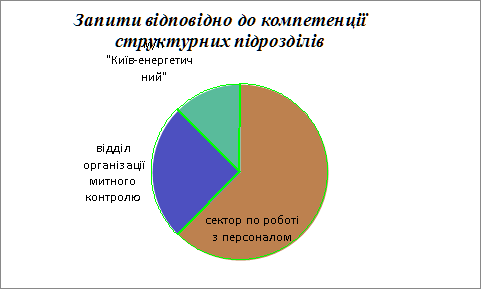 Запити відповідно до компетенції
структурних підрозділів
"Київ-енергетич
ний"
відділ
організації
митного
контролю
сектор по роботі
з персоналом